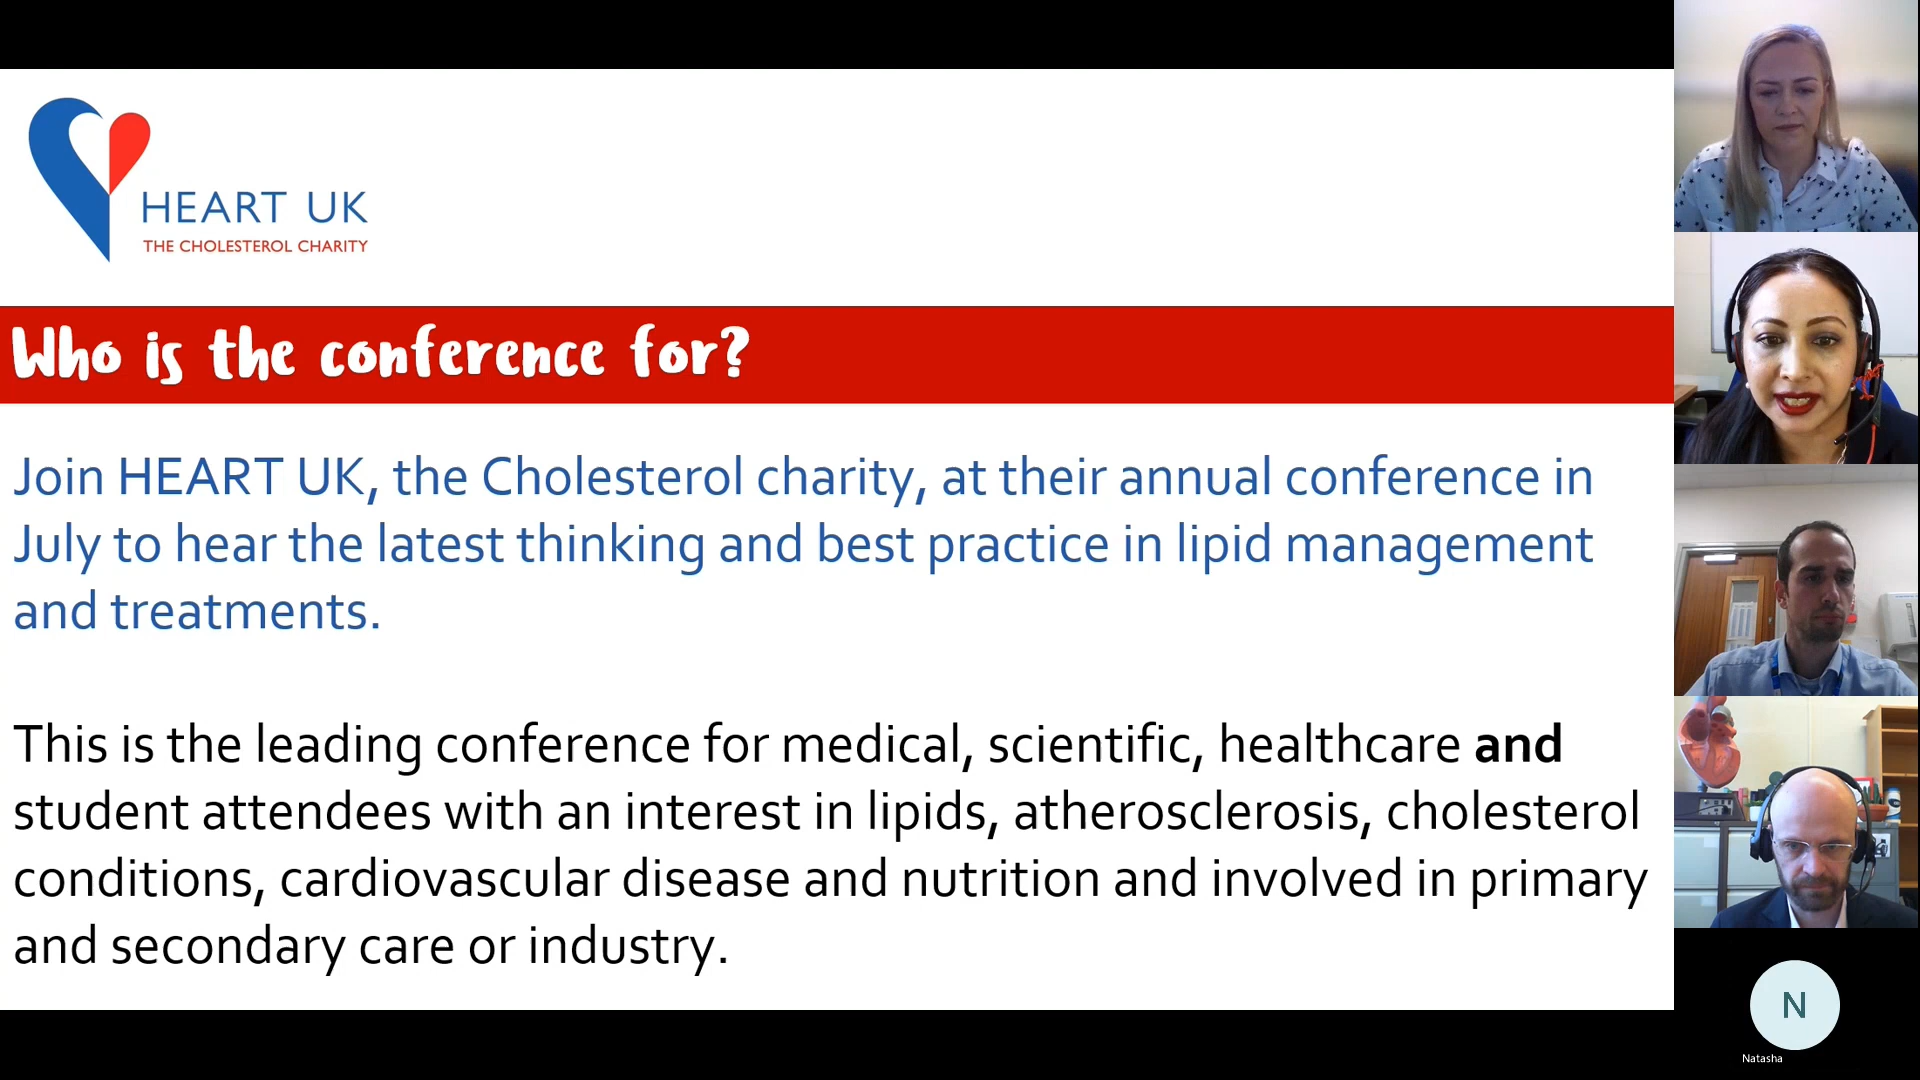 HEART UK
THE CHOLESTEROL CHARITY
Who is the conference for?
Join HEART UK, the Cholesterol charity, at their annual conference in
July to hear the latest thinking and best practice in lipid management
and treatments.
This is the leading conference for medical, scientific, healthcare and
student attendees with an interest in lipids, atherosclerosis, cholesterol
conditions, cardiovascular disease and nutrition and involved in primary
and secondary care or industry.
N
Natasha